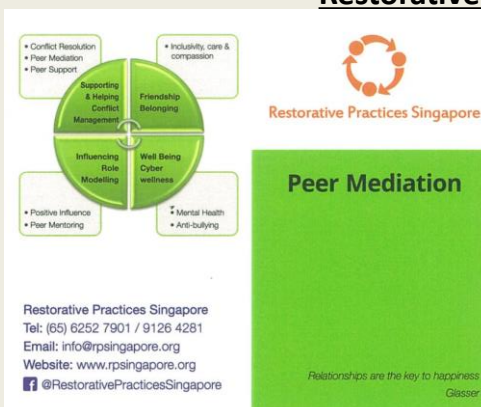 Restorative
• Conflict Resolution
• Peer Mediation
• Peer Support
• Inclusivity, care &
compassion
Supporting
& Helping
Conflict
Management
Friendship
Belonging
Influencing
Role
Modelling
Well Being
Cyber
wellness
• Positive Influence
• Peer Mentoring
• Mental Health
• Anti-bullying
Restorative Practices Singapore
Tel: (65) 6252 7901 / 9126 4281
Email: info@rpsingapore.org
Website: www.rpsingapore.org
@RestorativePracticesSingapore
Restorative Practices Singapore
Peer Mediation
Relationships are the key to happiness
Glasser